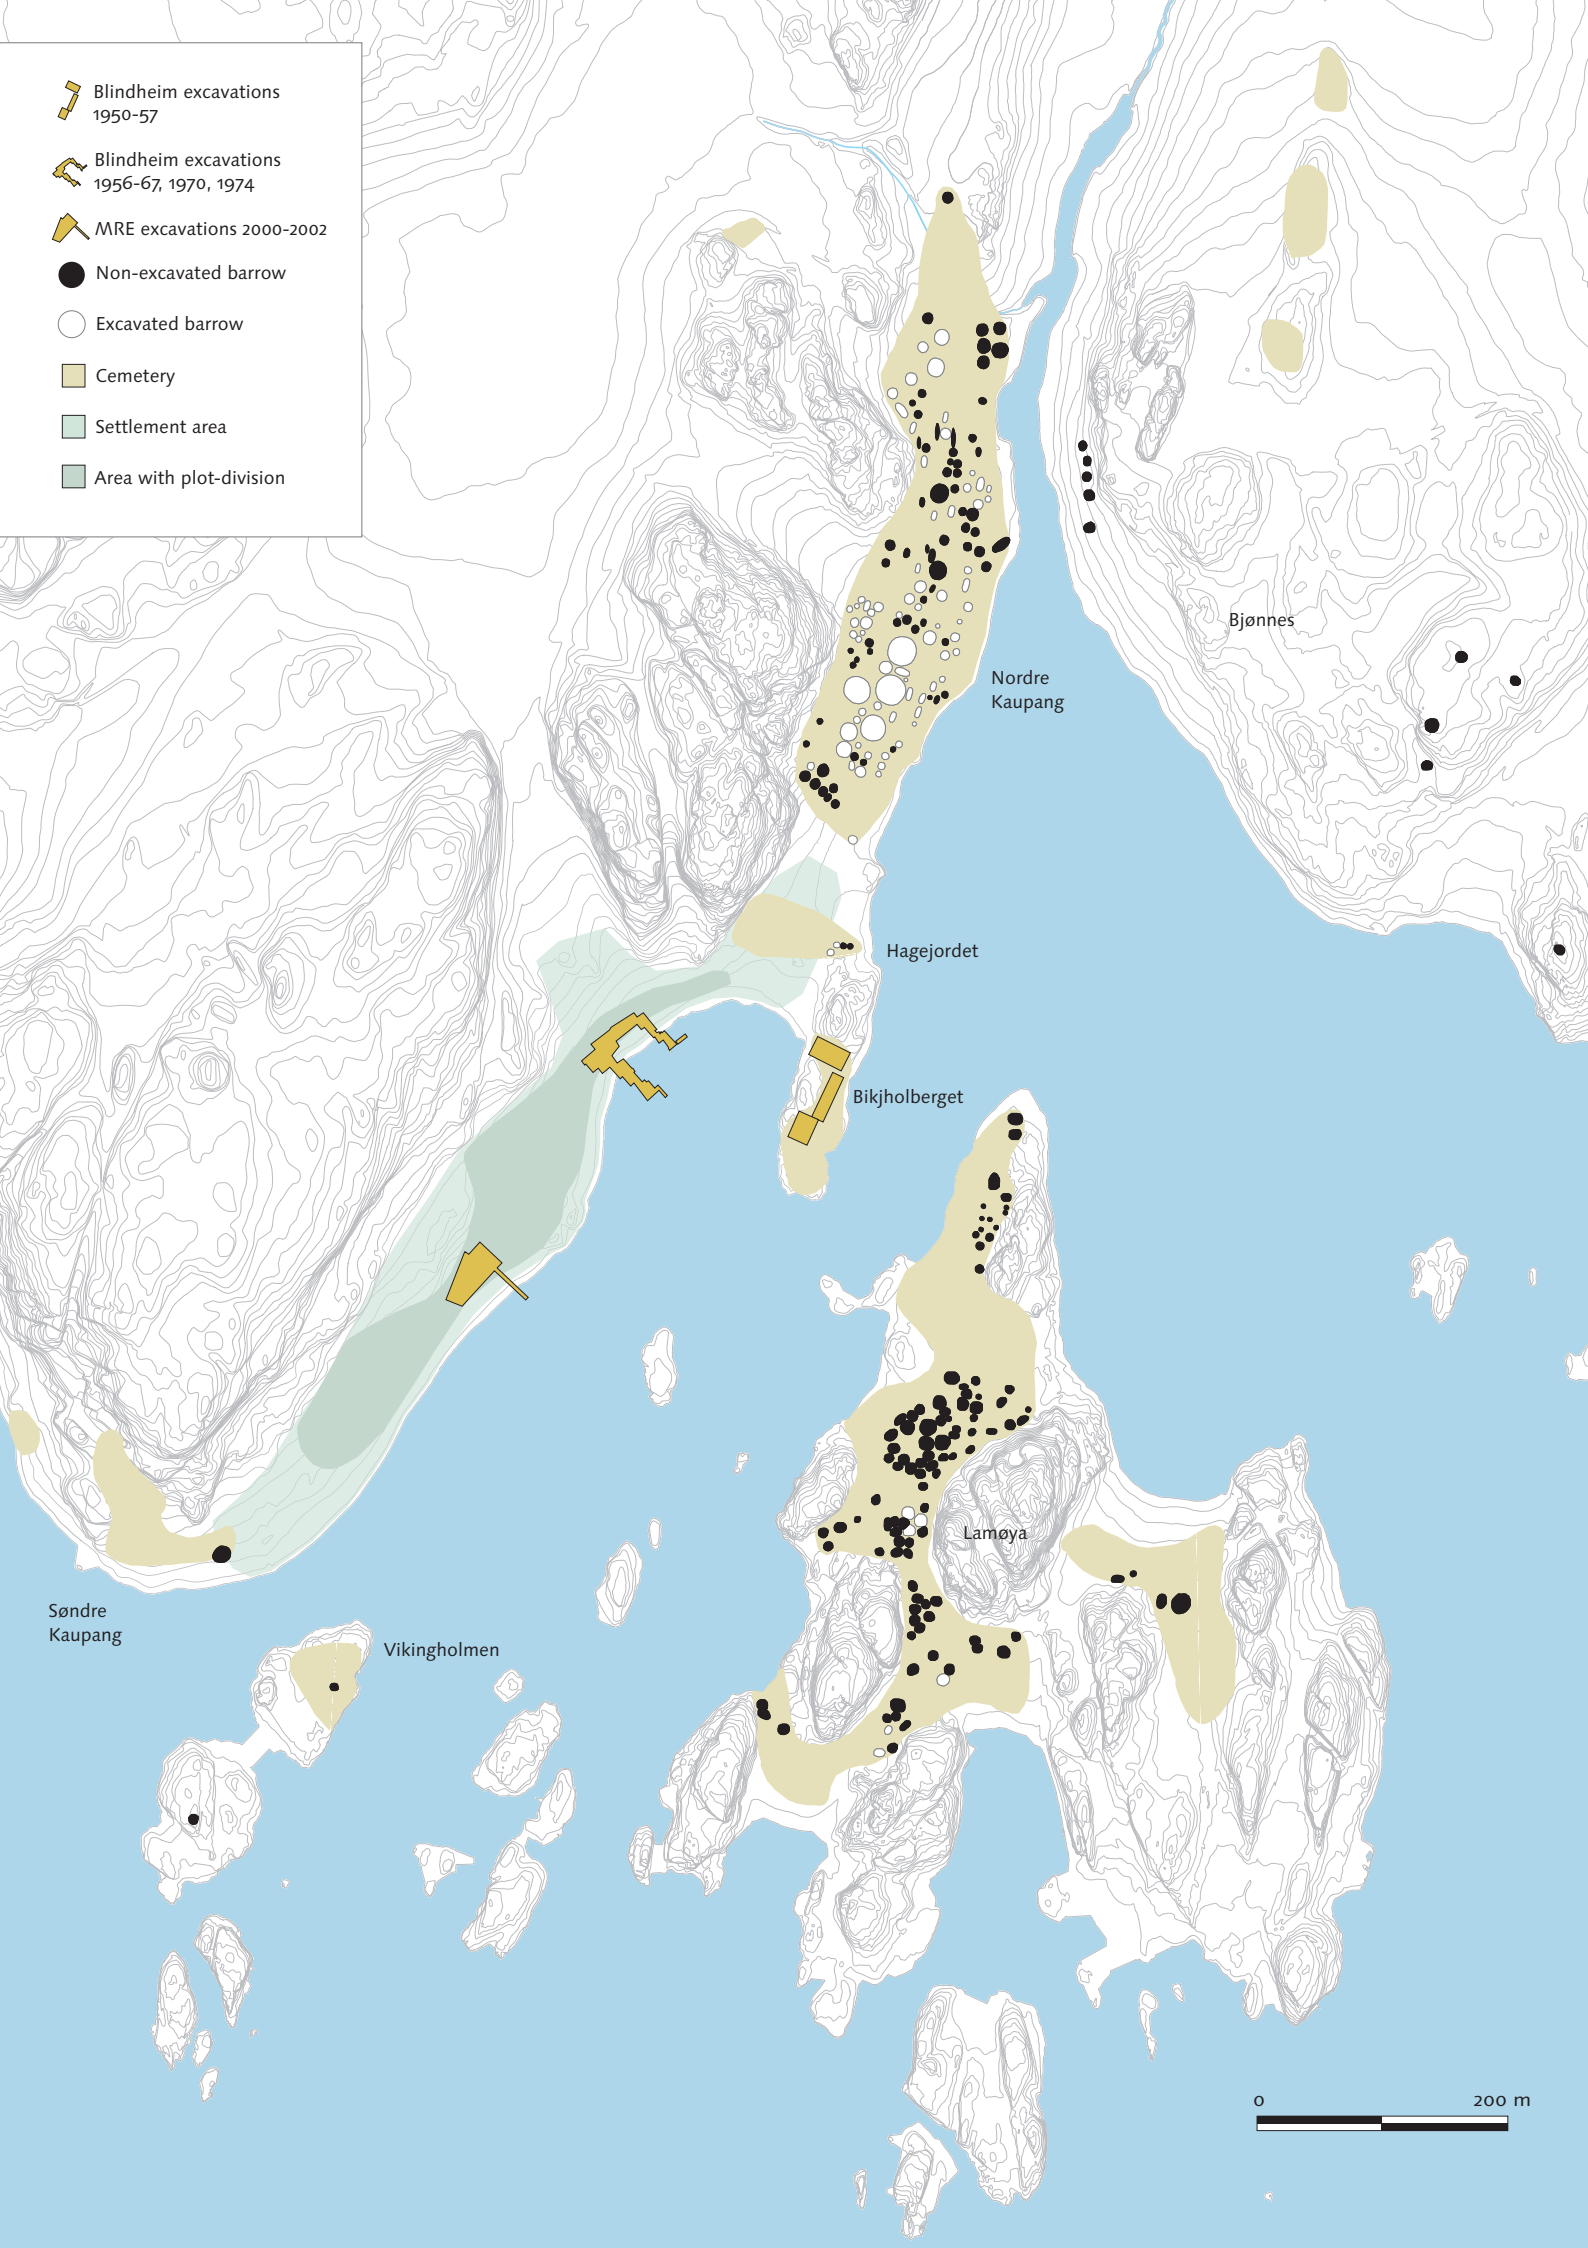 Blindheim excavations
1950-57
Blindheim excavations
1956-67, 1970, 1974
MRE excavations 2000-2002
Non-excavated barrow
Excavated barrow
Cemetery
Settlement area
Area with plot-division
Bjønnes
Nordre
Kaupang
Hagejordet
Bikjholberget
Lamøya
Søndre
Kaupang
Vikingholmen
0 200 m